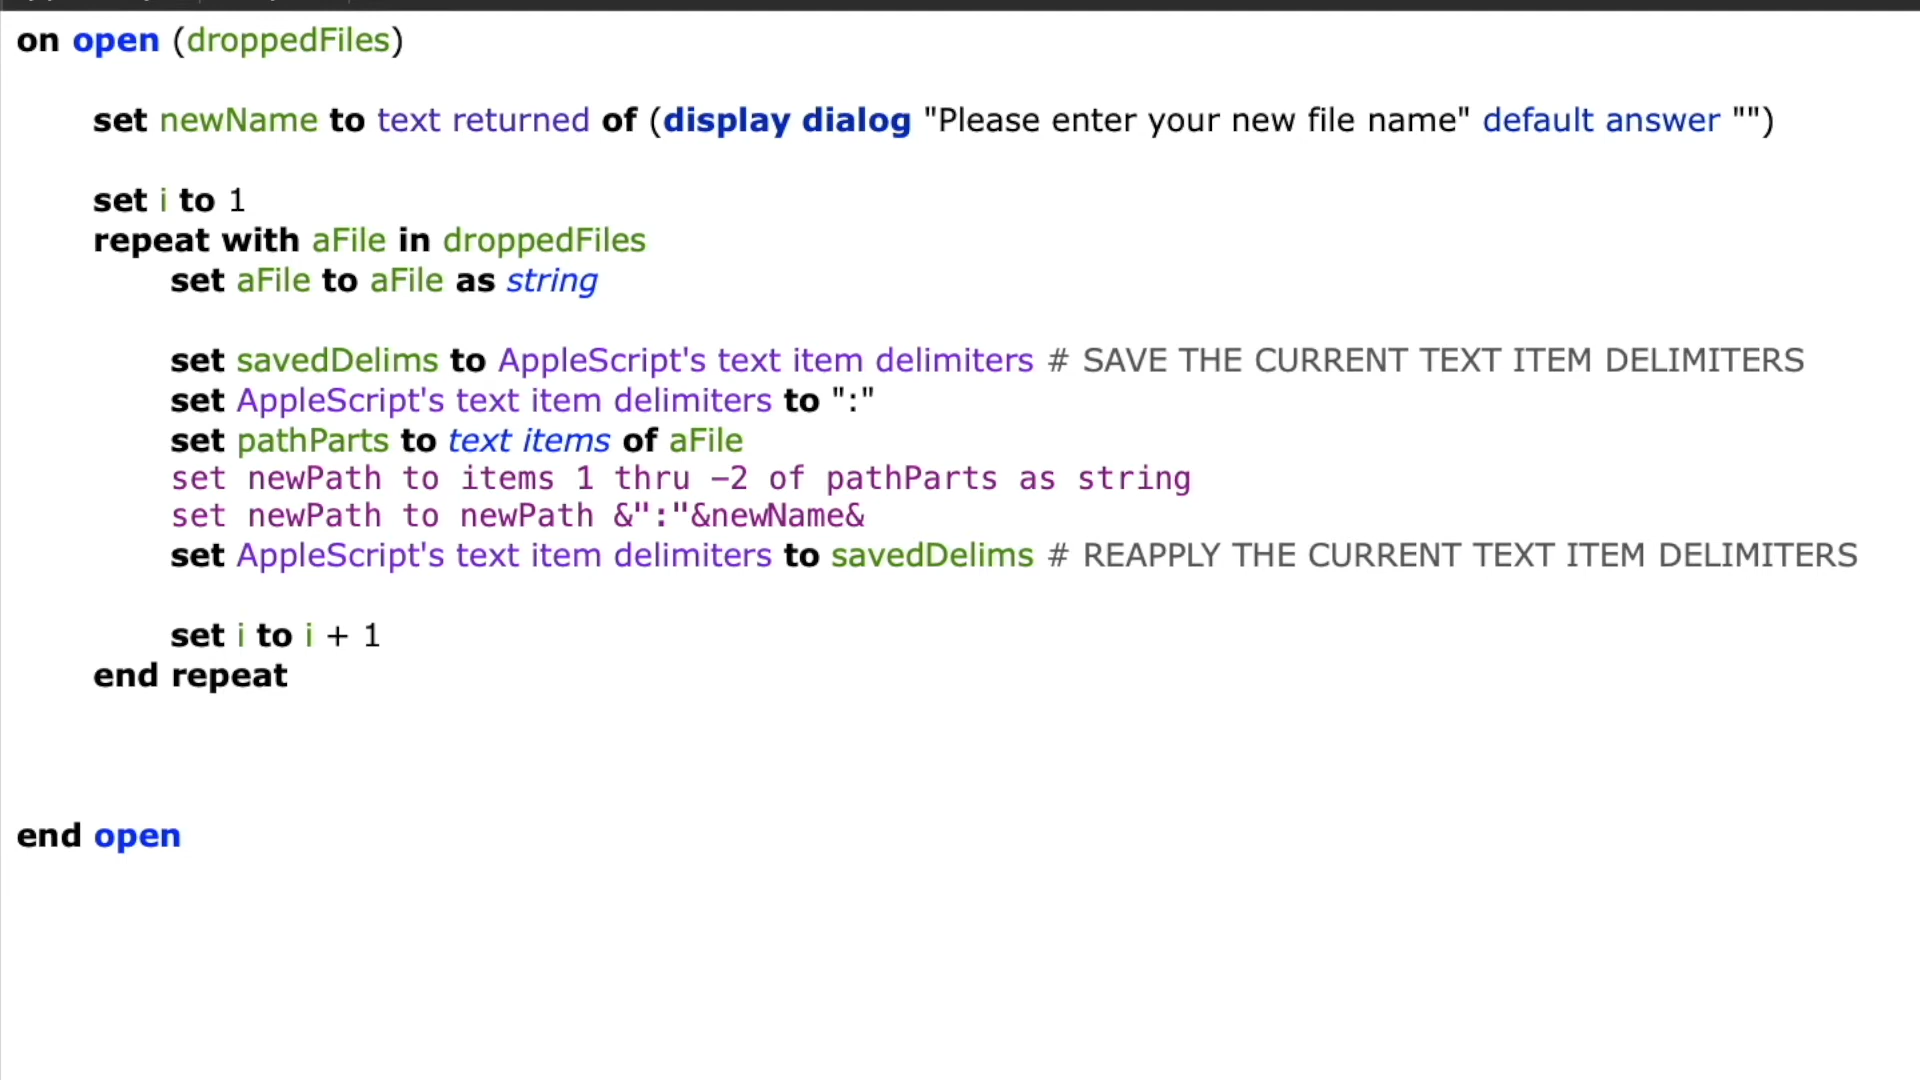 on open (droppedFiles)
set newName to text returned of (display dialog "Please enter your new file name" default answer "")
set i to 1
repeat with aFile in droppedFiles
set aFile to aFile as string
set savedDelims to AppleScript's text item delimiters # SAVE THE CURRENT TEXT ITEM DELIMITERS
set AppleScript's text item delimiters to ":"
set pathParts to text items of aFile
set newPath to items 1 thru -2 of pathParts as string
set newPath to newPath &":"&newName&
set AppleScript's text item delimiters to savedDelims # REAPPLY THE CURRENT TEXT ITEM DELIMITERS
set i to i + 1
end repeat
end open